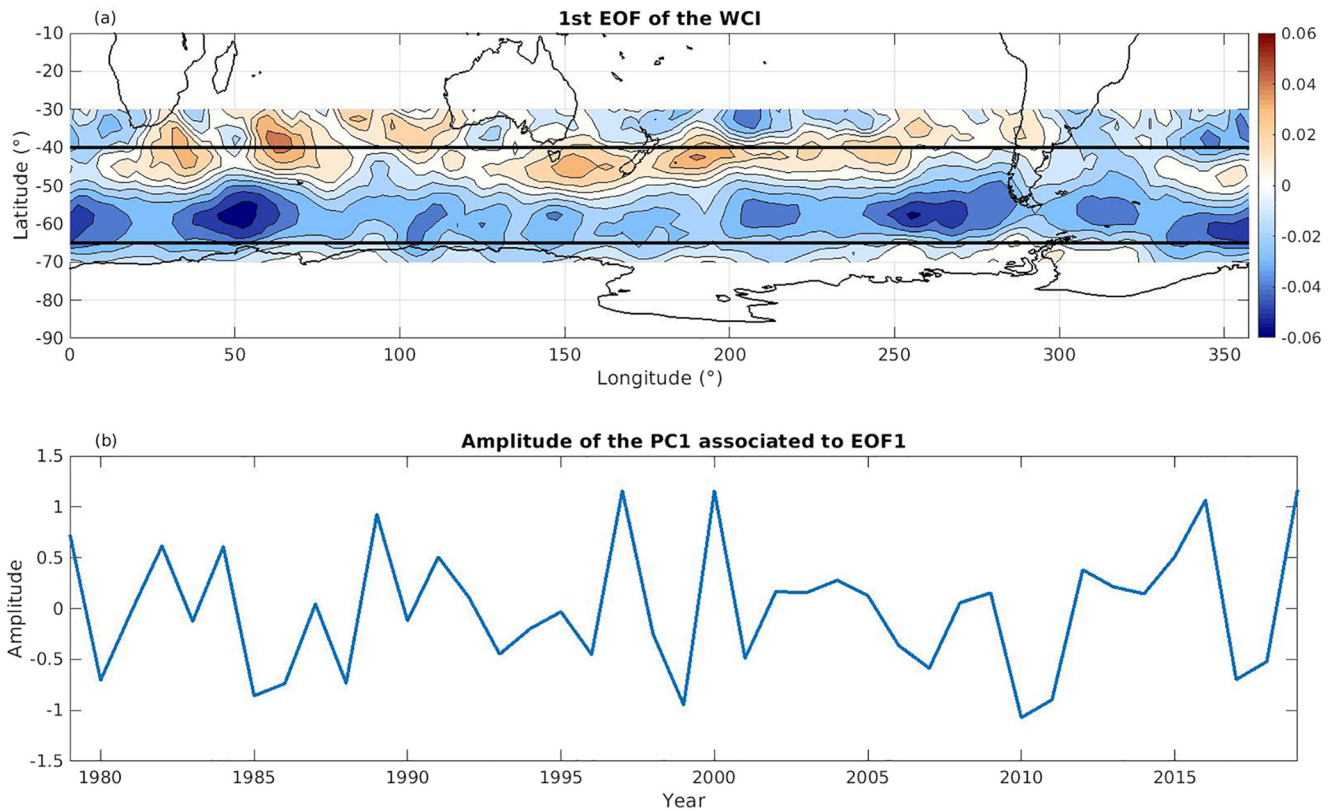 (a)
1st EOF of the WCI
-10
-20
-30
-40
-50
-60
-70
-80
-90
Latitude (°)
0 50 100 150 200 250 300 350
Longitude (°)
0.06
0.04
0.02
0
-0.02
-0.04
-0.06
(b)
Amplitude of the PC1 associated to EOF1
1.5
1
0.5
0
-0.5
-1
-1.5
Amplitude
1980 1985 1990 1995 2000 2005 2010 2015
Year